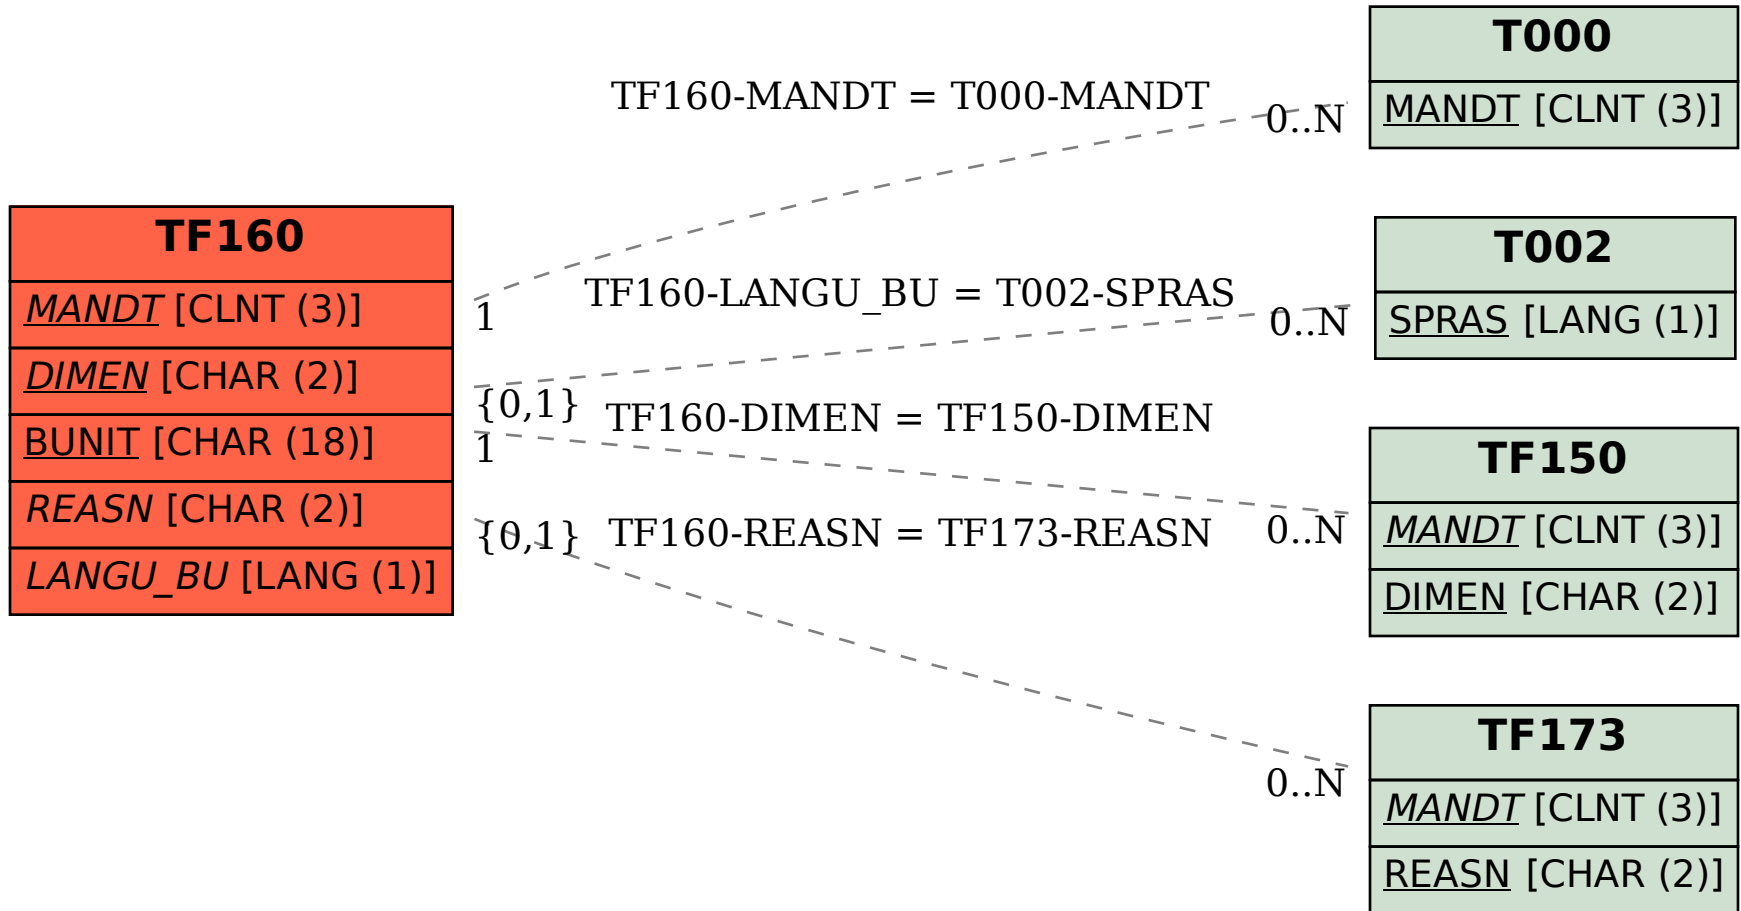 TF160
MANDT [CLNT (3)]
DIMEN [CHAR (2)]
BUNIT [CHAR (18)]
REASN [CHAR (2)]
LANGU_BU [LANG (1)]
TF160-MANDT = T000-MANDT
0..N
1
TF160-LANGU_BU = T002-SPRAS
0..N
{0,1}
TF160-DIMEN = TF150-DIMEN
1
0..N
{0,1}
TF160-REASN = TF173-REASN
0..N
T000
MANDT [CLNT (3)]
T002
SPRAS [LANG (1)]
TF150
MANDT [CLNT (3)]
DIMEN [CHAR (2)]
TF173
MANDT [CLNT (3)]
REASN [CHAR (2)]